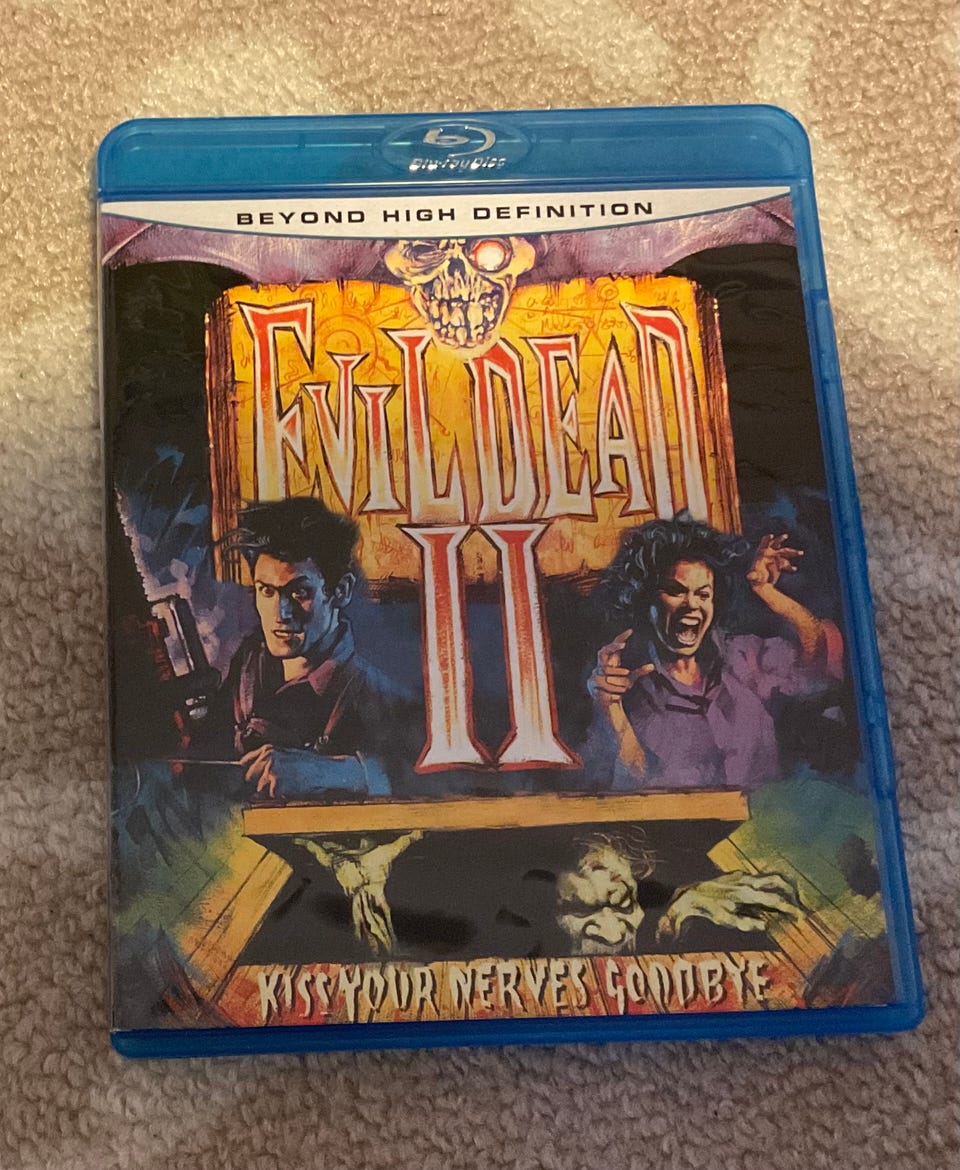 Blu-ray Disc
BEYOND HIGH DEFINITION
EVIL DEAD
II
KISS YOUR NERVES GOODBYE